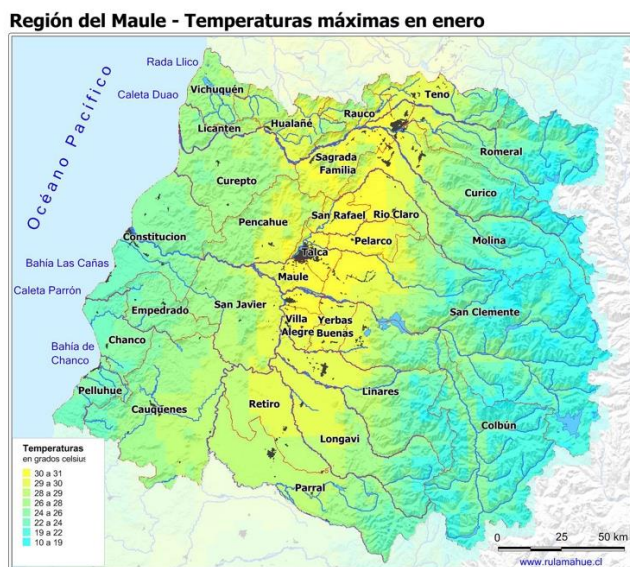 Región del Maule - Temperaturas máximas en enero
Océano Pacífico
Rada Llico
Vichuquén
Caleta Duao
Licanten
Hualañé
Rauco
Teno
Romeral
Sagrada
Familia
Curepto
Curico
San Rafael
Rio Claro
Pencahue
Constitucion
Pelarco
Molina
Talca
Bahía Las Cañas
Maule
Caleta Parrón
Empedrado
San Javier
San Clemente
Villa
Alegre
Yerbas
Buenas
Chanco
Bahía de
Chanco
Pelluhue
Cauquenes
Retiro
Linares
Colbún
Longavi
Parral
Temperaturas
en grados celsius
30 a 31
29 a 30
28 a 29
26 a 28
24 a 26
22 a 24
19 a 22
10 a 19
0 25 50 km
www.rulamahue.cl